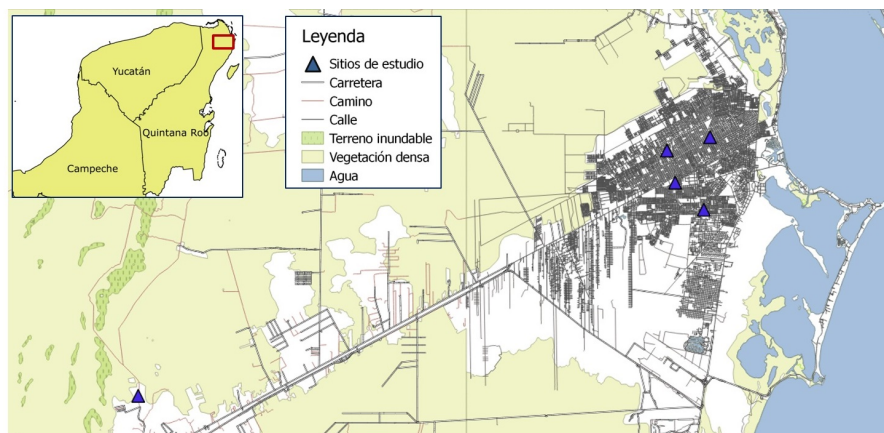 Yucatán
Quintana Roo
Campeche
Leyenda
Sitios de estudio
Carretera
Camino
Calle
Terreno inundable
Vegetación densa
Agua